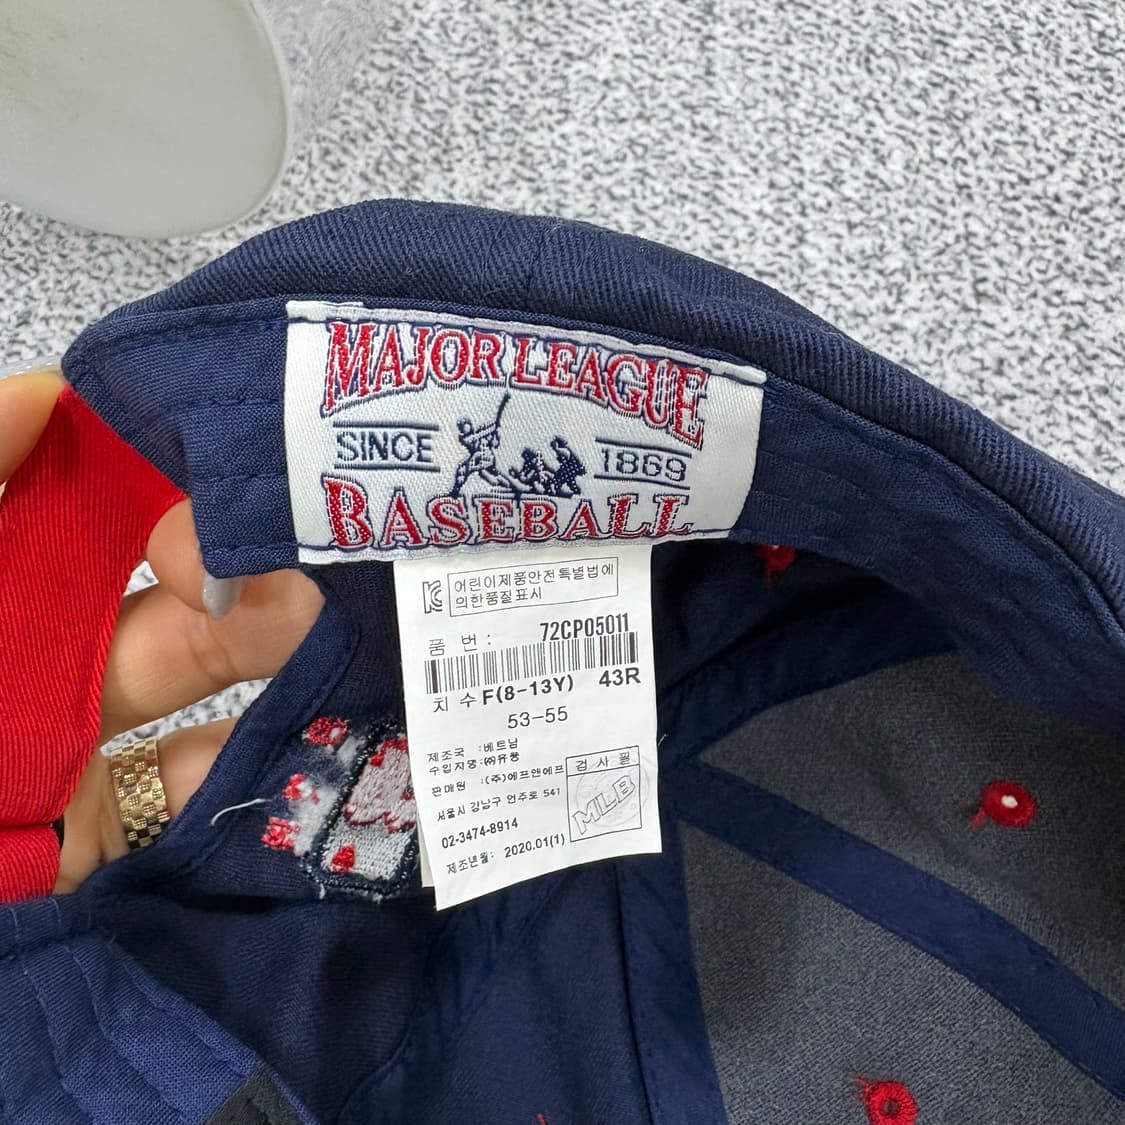 MAJOR LEAGUE
SINCE 1869
BASEBALL
어린이제품안전특별법에
의한품질표시
품 번 : 72CP05011
치 수 F(8-13Y) 43R
53-55
제조국 :베트남
수입자명:㈜유풍
판매원 :(주)에프앤에프
서울시 강남구 언주로 541
02-3474-8914
제조년월: 2020.01(1)
검 사 필
MLB